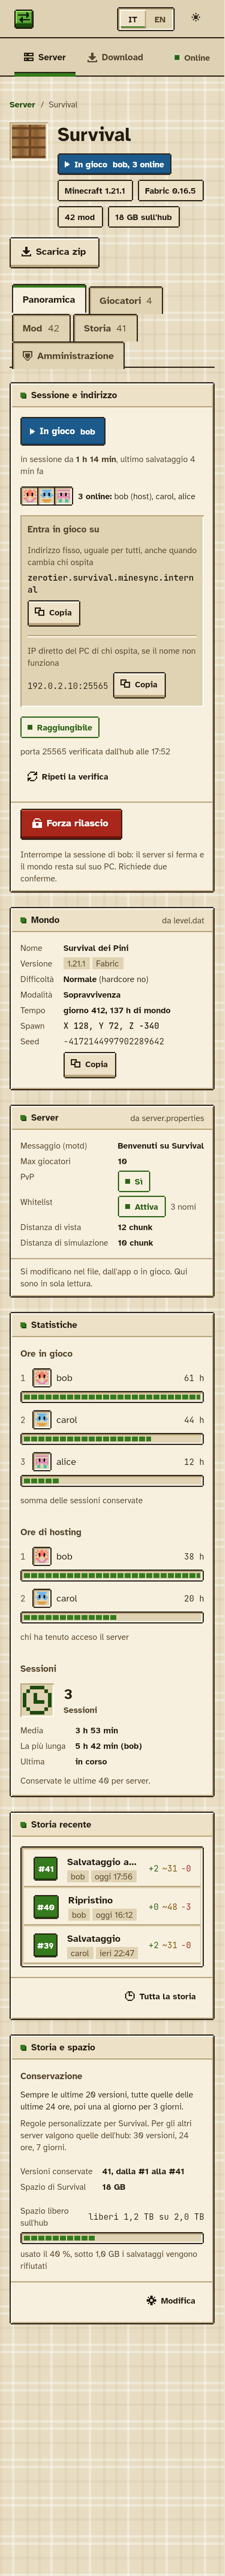 IT EN
Server Download Online
Server / Survival
Survival
In gioco bob, 3 online
Minecraft 1.21.1 Fabric 0.16.5
42 mod 18 GB sull'hub
Scarica zip
Panoramica Giocatori 4
Mod 42 Storia 41
Amministrazione
Sessione e indirizzo
In gioco bob
in sessione da 1 h 14 min, ultimo salvataggio 4
min fa
3 online: bob (host), carol, alice
Entra in gioco su
Indirizzo fisso, uguale per tutti, anche quando
cambia chi ospita
zerotier.survival.minesync.intern
al
Copia
IP diretto del PC di chi ospita, se il nome non
funziona
192.0.2.10:25565 Copia
Raggiungibile
porta 25565 verificata dall'hub alle 17:52
Ripeti la verifica
Forza rilascio
Interrompe la sessione di bob: il server si ferma e
il mondo resta sul suo PC. Richiede due
conferme.
Mondo da level.dat
Nome Survival dei Pini
Versione 1.21.1 Fabric
Difficoltà Normale (hardcore no)
Modalità Sopravvivenza
Tempo giorno 412, 137 h di mondo
Spawn X 128, Y 72, Z -340
Seed -4172144997902289642
Copia
Server da server.properties
Messaggio (motd) Benvenuti su Survival
Max giocatori 10
PvP Sì
Whitelist Attiva 3 nomi
Distanza di vista 12 chunk
Distanza di simulazione 10 chunk
Si modificano nel file, dall'app o in gioco. Qui
sono in sola lettura.
Statistiche
Ore in gioco
1 bob 61 h
2 carol 44 h
3 alice 12 h
somma delle sessioni conservate
Ore di hosting
1 bob 38 h
2 carol 20 h
chi ha tenuto acceso il server
Sessioni
3
Sessioni
Media 3 h 53 min
La più lunga 5 h 42 min (bob)
Ultima in corso
Conservate le ultime 40 per server.
Storia recente
#41 Salvataggio a... +2 ~31 -0
bob oggi 17:56
#40 Ripristino +0 ~48 -3
bob oggi 16:12
#39 Salvataggio +2 ~31 -0
carol ieri 22:47
Tutta la storia
Storia e spazio
Conservazione
Sempre le ultime 20 versioni, tutte quelle delle
ultime 24 ore, poi una al giorno per 3 giorni.
Regole personalizzate per Survival. Per gli altri
server valgono quelle dell'hub: 30 versioni, 24
ore, 7 giorni.
Versioni conservate 41, dalla #1 alla #41
Spazio di Survival 18 GB
Spazio libero
sull'hub liberi 1,2 TB su 2,0 TB
usato il 40 %, sotto 1,0 GB i salvataggi vengono
rifiutati
Modifica